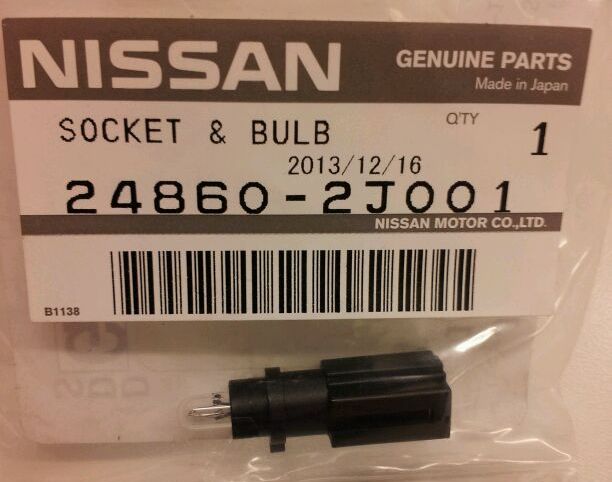 NISSAN
GENUINE PARTS
Made in Japan
SOCKET & BULB
Q'TY 1
2013/12/16
24860-2J001
NISSAN MOTOR CO.,LTD.
B1138